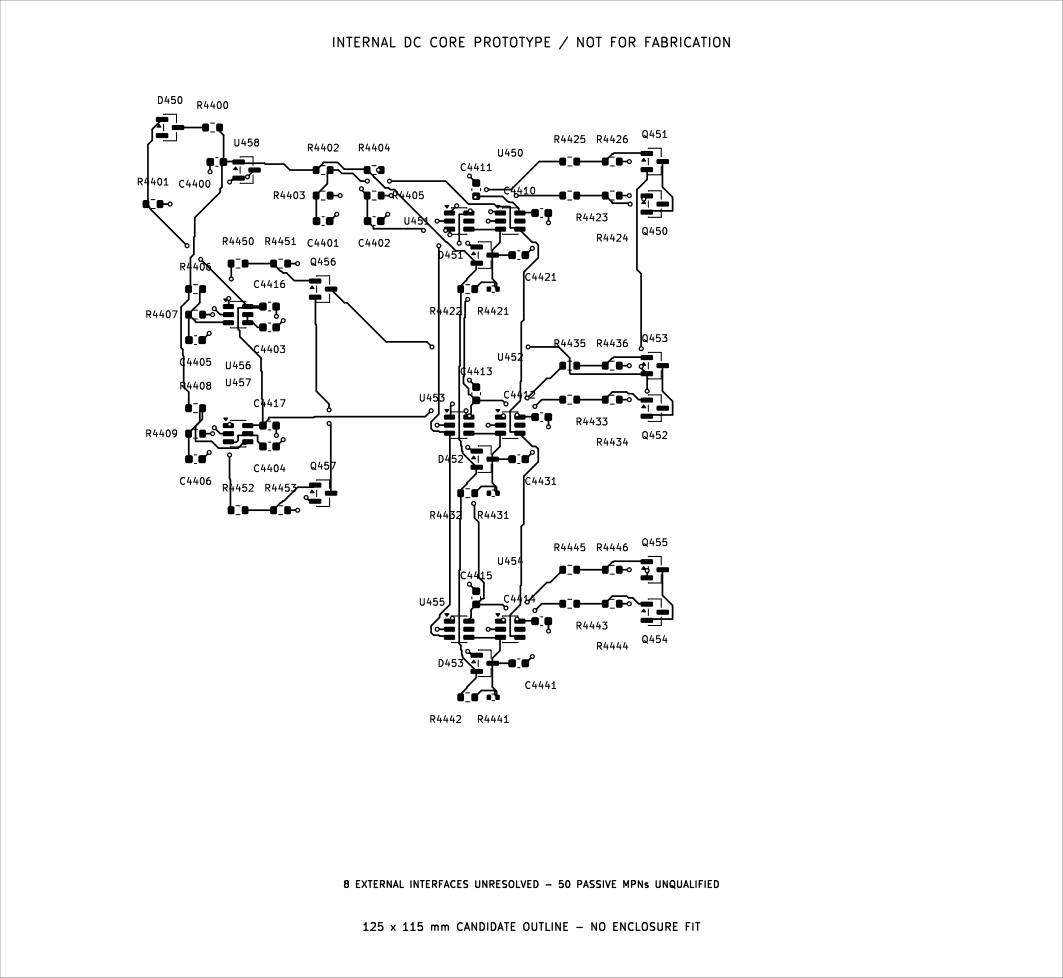 INTERNAL DC CORE PROTOTYPE / NOT FOR FABRICATION
D450
R4400
U458
R4402
R4404
U450
R4425
R4426
Q451
R4401
C4400
R4403
R4405
C4411
C4410
C4401
C4402
U451
R4423
R4424
Q450
R4450
R4451
Q456
D451
R4406
C4416
C4421
R4407
R4422
R4421
C4403
C4405
U456
U457
U452
R4435
R4436
Q453
R4408
C4417
U453
C4413
C4412
R4409
R4433
R4434
Q452
C4404
C4406
Q457
D452
C4431
R4452
R4453
R4432
R4431
U454
R4445
R4446
Q455
C4415
C4414
U455
R4443
R4444
Q454
D453
C4441
R4442
R4441
8 EXTERNAL INTERFACES UNRESOLVED – 50 PASSIVE MPNs UNQUALIFIED
125 x 115 mm CANDIDATE OUTLINE – NO ENCLOSURE FIT